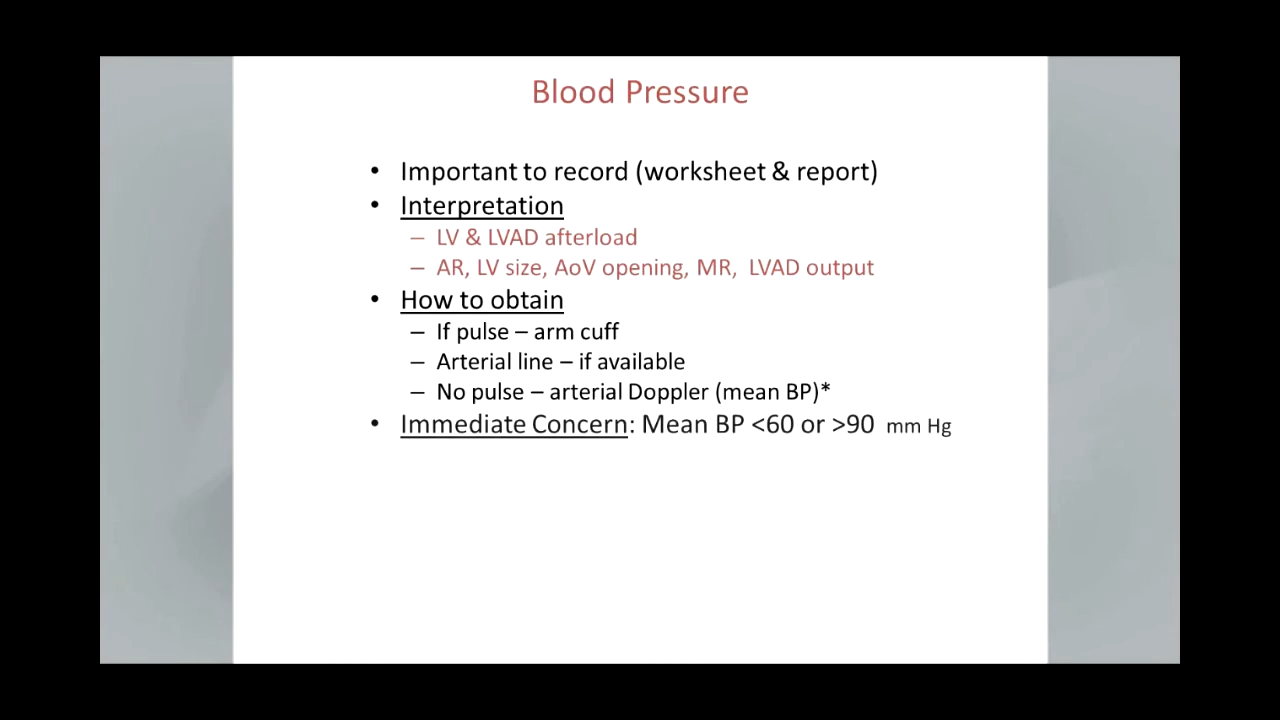 Blood Pressure
• Important to record (worksheet & report)
• Interpretation
– LV & LVAD afterload
– AR, LV size, AoV opening, MR, LVAD output
• How to obtain
– If pulse – arm cuff
– Arterial line – if available
– No pulse – arterial Doppler (mean BP)*
• Immediate Concern: Mean BP <60 or >90 mm Hg